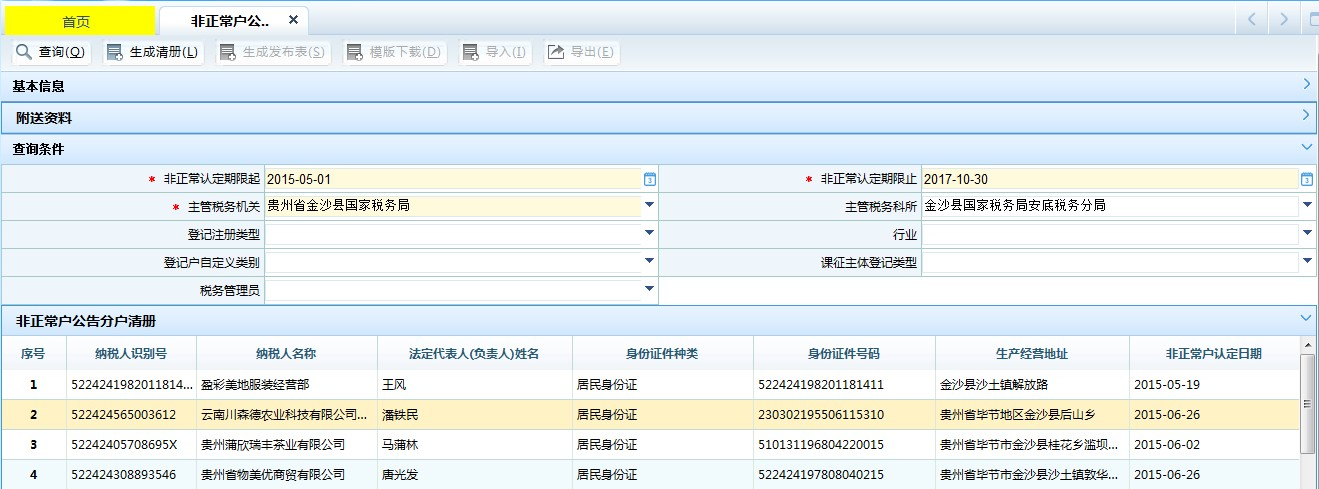 首页 非正常户公..
查询(Q) 生成清册(L) 生成发布表(S) 模版下载(D) 导入(I) 导出(E)
基本信息
附送资料
查询条件
* 非正常认定期限起 2015-05-01 * 非正常认定期限止 2017-10-30
* 主管税务机关 贵州省金沙县国家税务局 主管税务科所 金沙县国家税务局安底税务分局
登记注册类型 行业
登记户自定义类别 课征主体登记类型
税务管理员
非正常户公告分户清册
序号 纳税人识别号 纳税人名称 法定代表人(负责人)姓名 身份证件种类 身份证件号码 生产经营地址 非正常户认定日期
1 5224241982011814... 盈彩美地服装经营部 王风 居民身份证 522424198201181411 金沙县沙土镇解放路 2015-05-19
2 522424565003612 云南川森德农业科技有限公司... 潘铁民 居民身份证 230302195506115310 贵州省毕节地区金沙县后山乡 2015-06-26
3 52242405708695X 贵州蒲欣瑞丰茶业有限公司 马蒲林 居民身份证 510131196804220015 贵州省毕节市金沙县桂花乡滥坝... 2015-06-02
4 522424308893546 贵州省物美优商贸有限公司 唐光发 居民身份证 522424197808040215 贵州省毕节市金沙县沙土镇敦华... 2015-06-26